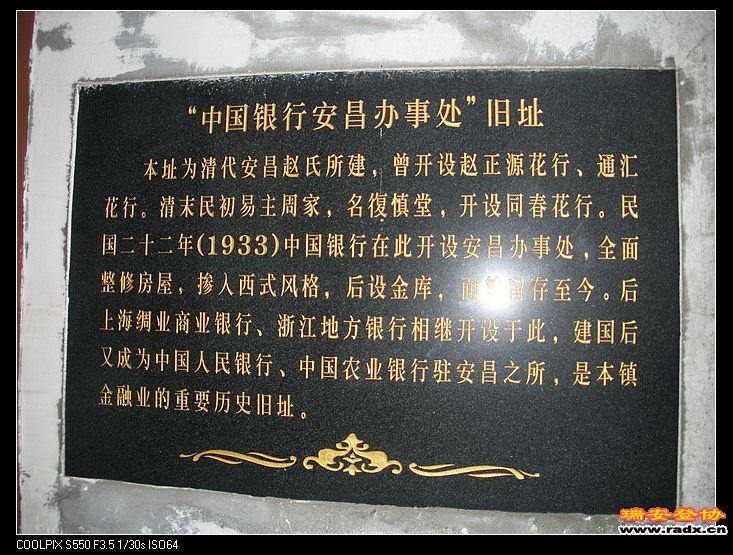 “中国银行安昌办事处”旧址
本址为清代安昌赵氏所建，曾开设赵正源花行、通汇
花行。清末民初易主周家，名復慎堂，开设同春花行。民
国二十二年(1933)中国银行在此开设安昌办事处，全面
整修房屋，掺入西式风格，后设金库，面貌留存至今。后
上海绸业商业银行、浙江地方银行相继开设于此，建国后
又成为中国人民银行、中国农业银行驻安昌之所，是本镇
金融业的重要历史旧址。
瑞安登协
www.radx.cn
COOLPIX S550 F3.5 1/30s ISO64